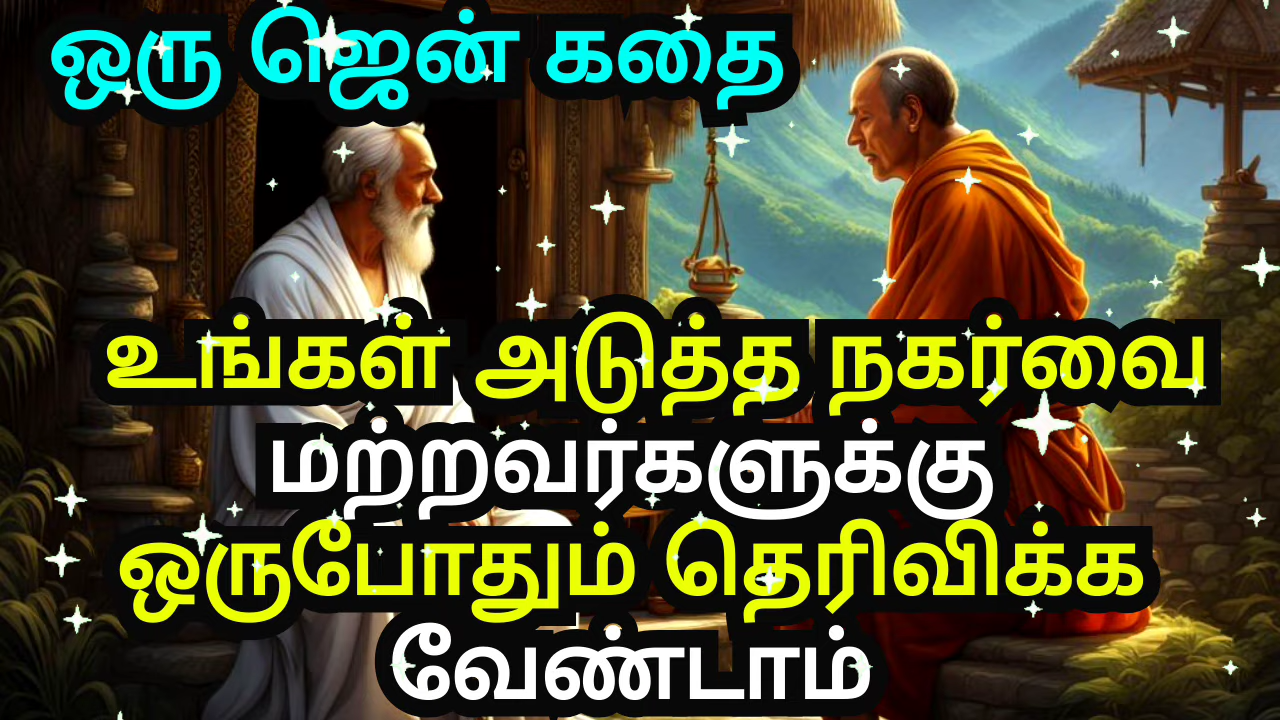 ஒரு ஜென் கதை
உங்கள் அடுத்த நகர்வை
மற்றவர்களுக்கு
ஒருபோதும் தெரிவிக்க
வேண்டாம்